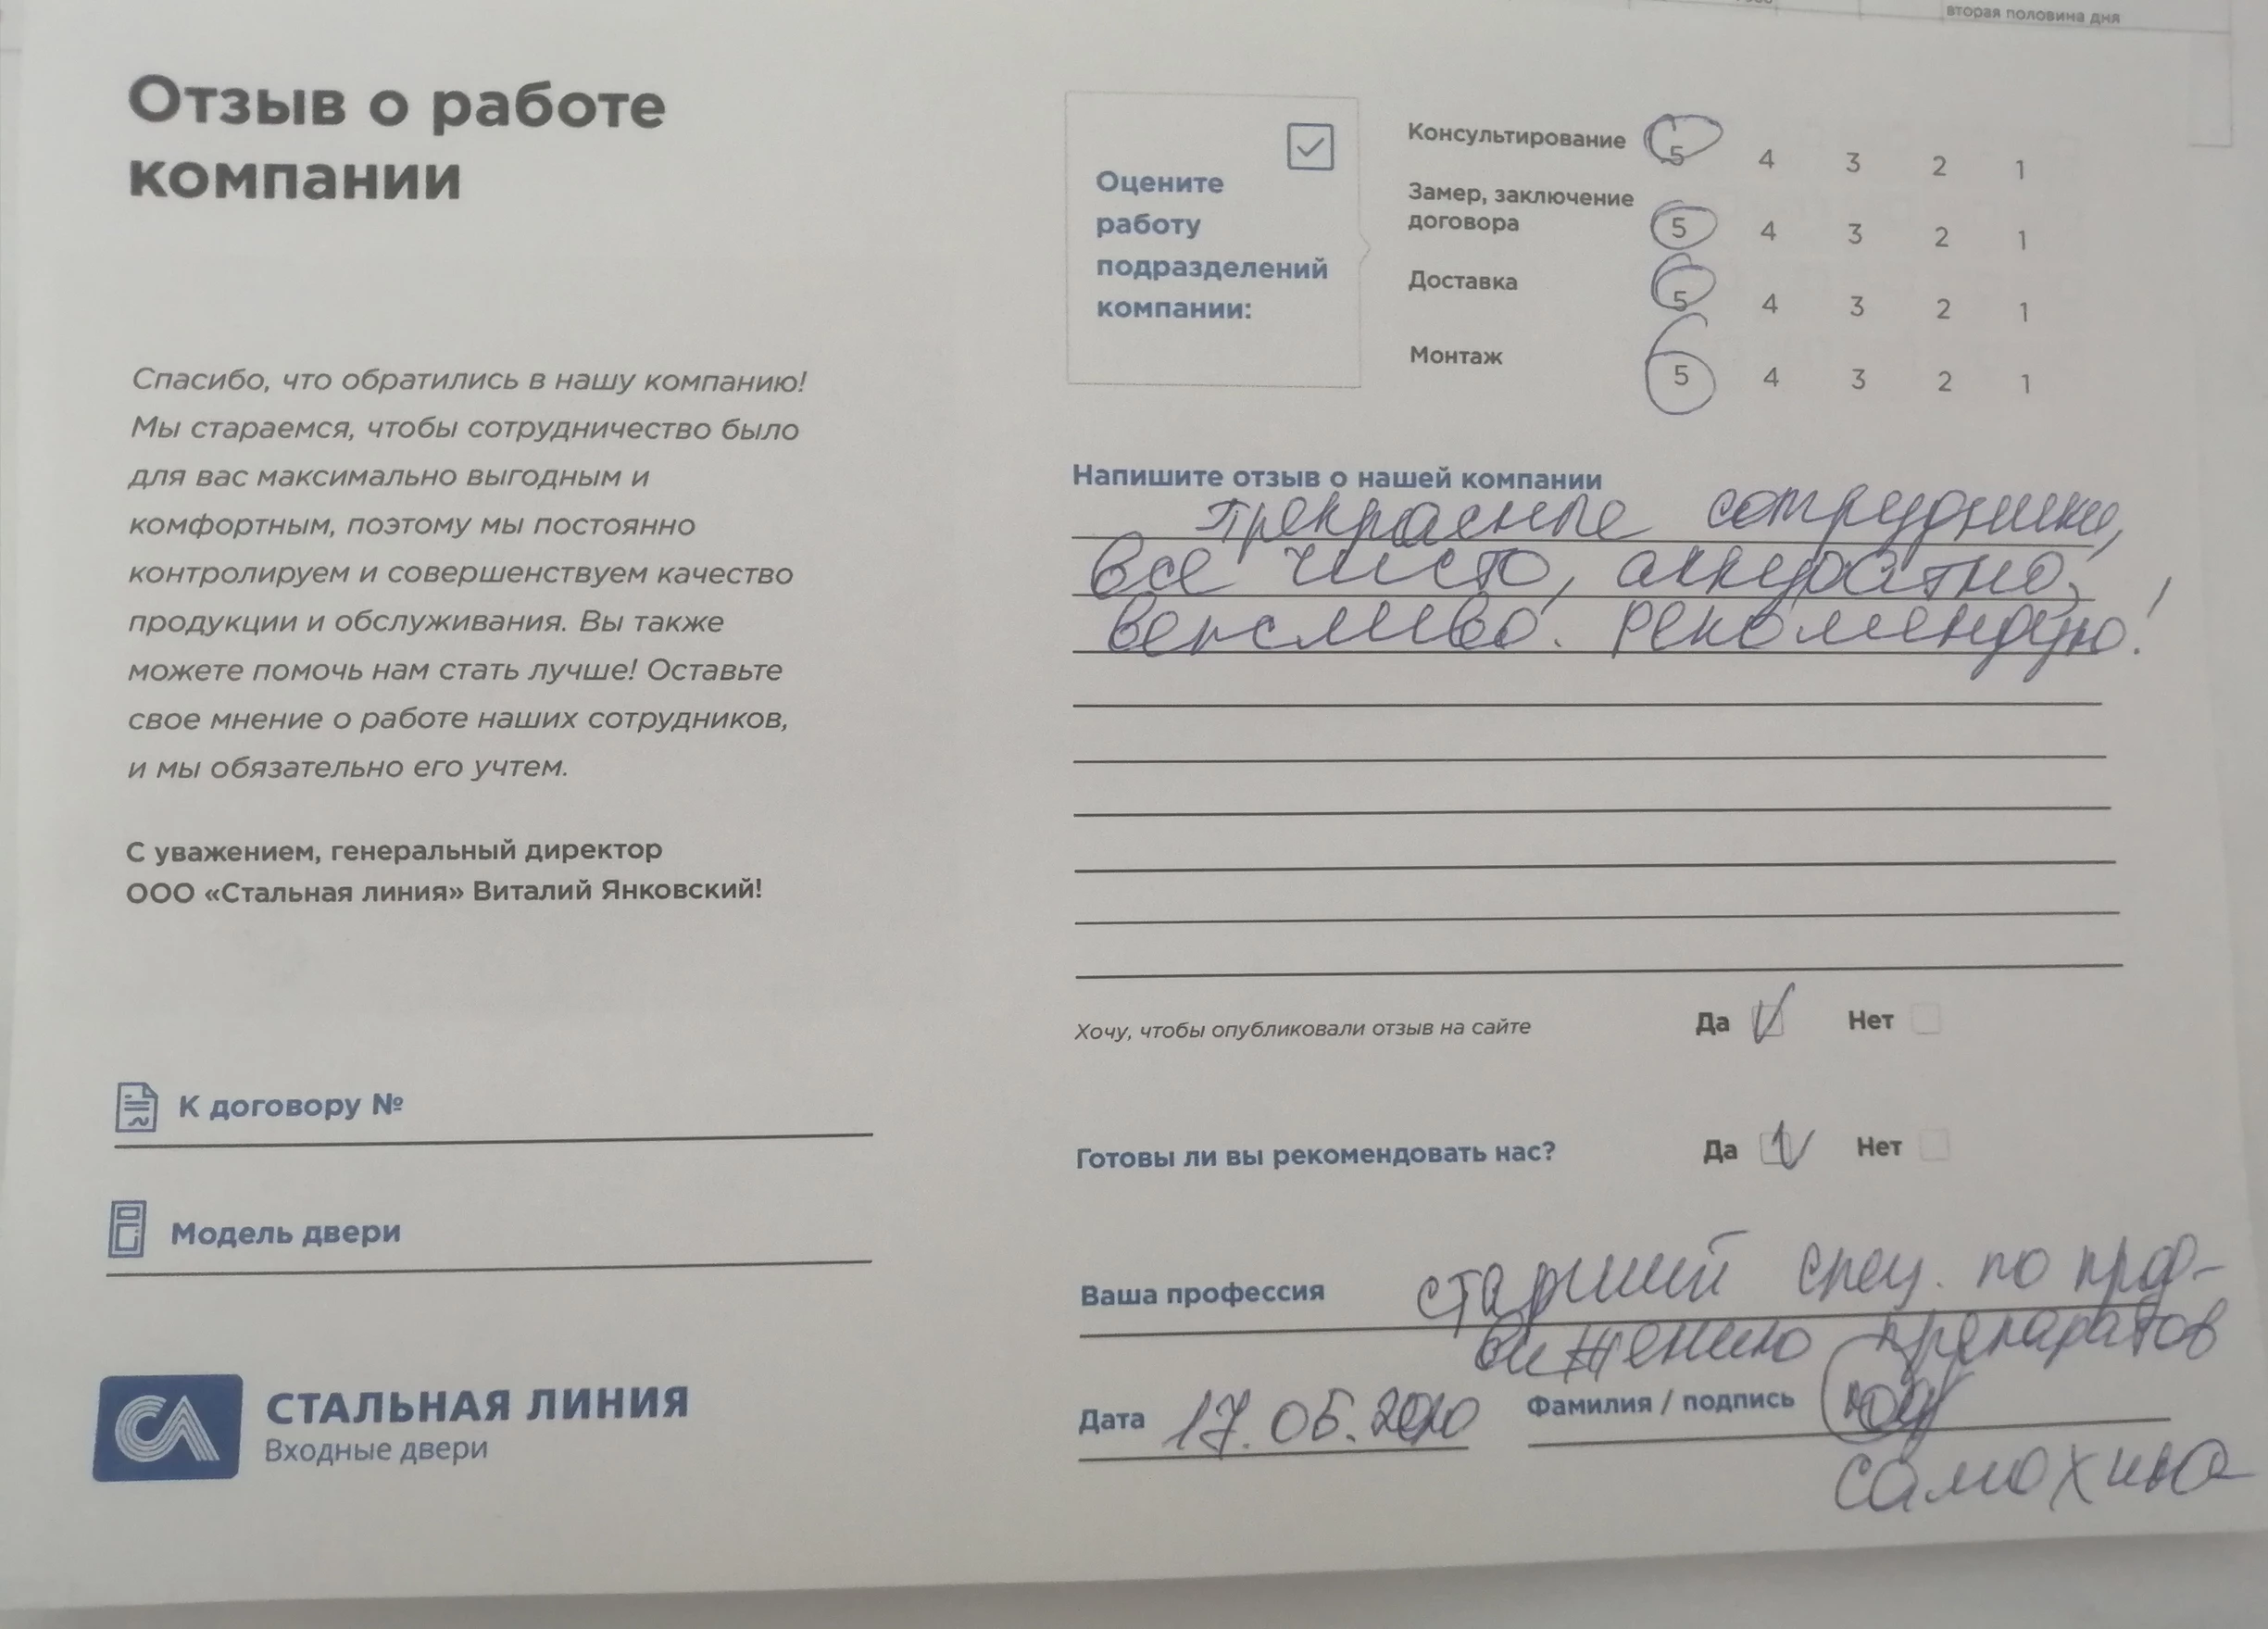 вторая половина дня
Отзыв о работе
компании
Спасибо, что обратились в нашу компанию!
Мы стараемся, чтобы сотрудничество было
для вас максимально выгодным и
комфортным, поэтому мы постоянно
контролируем и совершенствуем качество
продукции и обслуживания. Вы также
можете помочь нам стать лучше! Оставьте
свое мнение о работе наших сотрудников,
и мы обязательно его учтем.
С уважением, генеральный директор
ООО «Стальная линия» Виталий Янковский!
К договору №
Модель двери
СТАЛЬНАЯ ЛИНИЯ
Входные двери
Оцените
работу
подразделений
компании:
Консультирование 5 4 3 2 1
Замер, заключение
договора 5 4 3 2 1
Доставка 5 4 3 2 1
Монтаж 5 4 3 2 1
Напишите отзыв о нашей компании
прекрасные сотрудники,
все чисто, аккуратно,
вежливо. рекомендую!
Хочу, чтобы опубликовали отзыв на сайте Да Нет
Готовы ли вы рекомендовать нас? Да Нет
Ваша профессия старший спец. по прод-
вижению препаратов
Дата 17.05.2020 Фамилия / подпись
Самохина